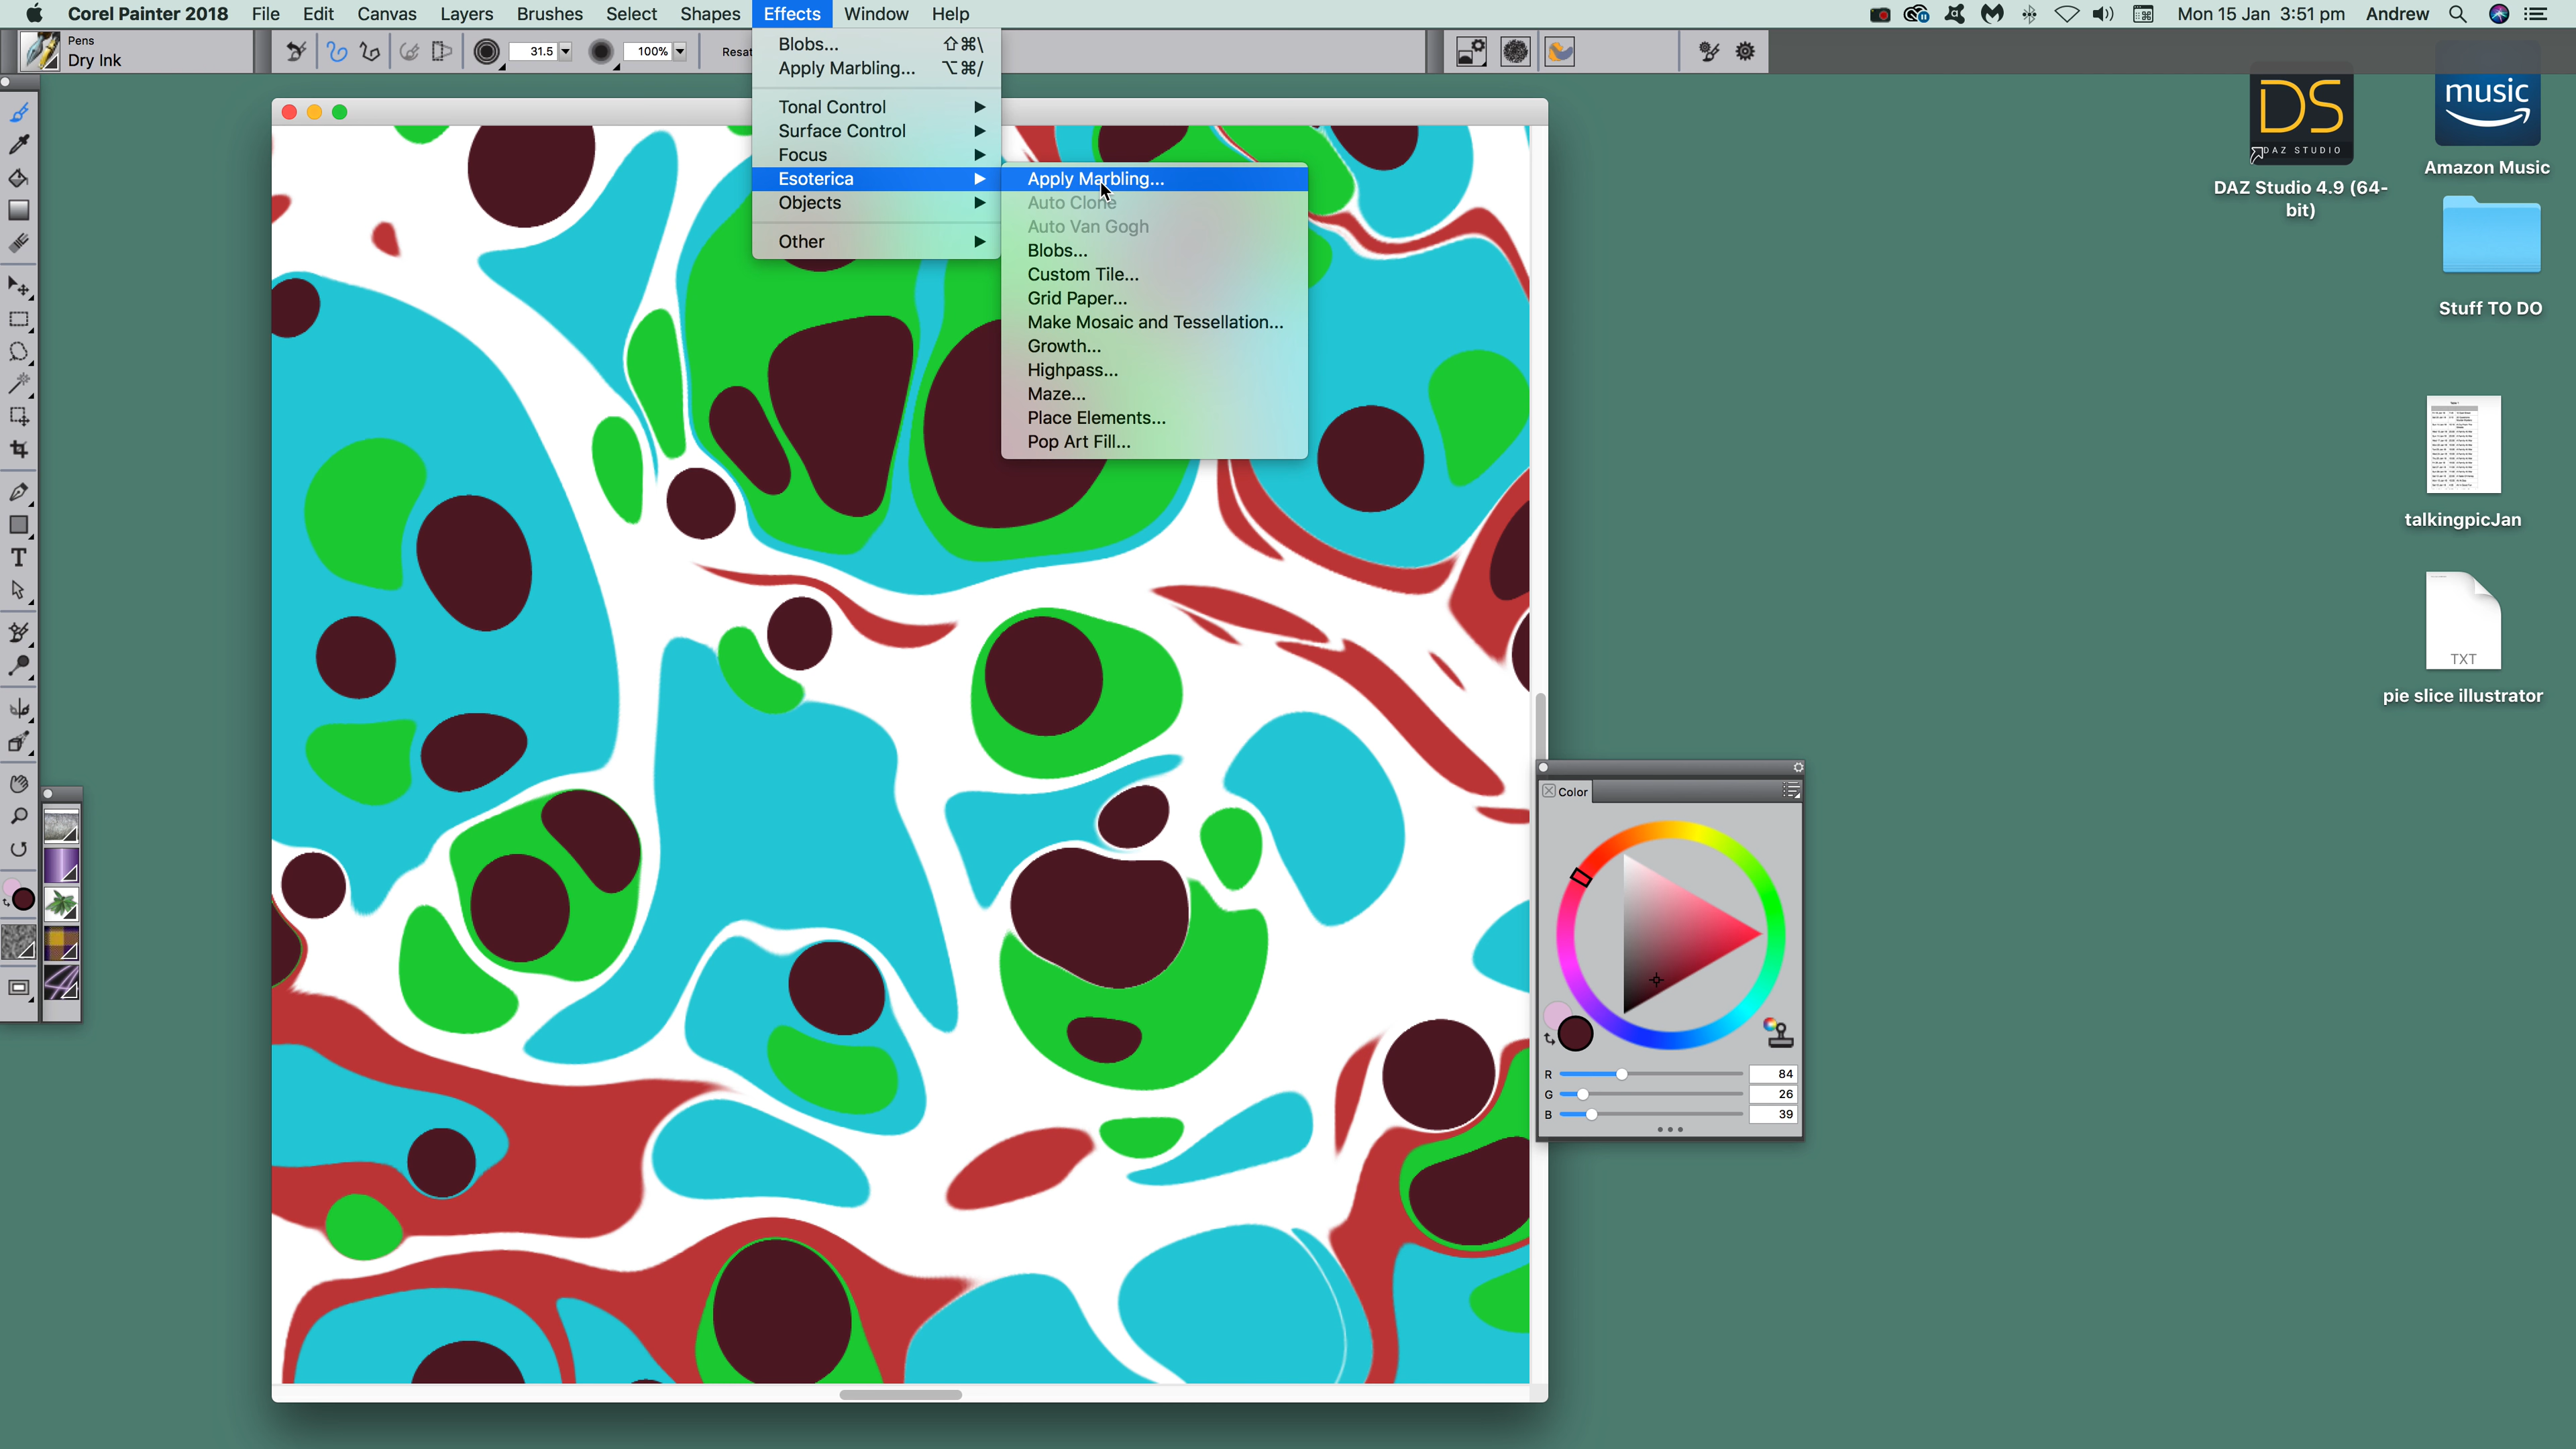 Corel Painter 2018 File Edit Canvas Layers Brushes Select Shapes Effects Window Help Mon 15 Jan 3:51 pm Andrew
Pens
Dry Ink
31.5 100% Resat
Blobs... ⇧⌘\
Apply Marbling... ⌥⌘/
Tonal Control
Surface Control
Focus
Esoterica
Objects
Other
Apply Marbling...
Auto Clone
Auto Van Gogh
Blobs...
Custom Tile...
Grid Paper...
Make Mosaic and Tessellation...
Growth...
Highpass...
Maze...
Place Elements...
Pop Art Fill...
T
DS
DAZ STUDIO
DAZ Studio 4.9 (64-
bit)
music
Amazon Music
Stuff TO DO
talkingpicJan
TXT
pie slice illustrator
Color
R 84
G 26
B 39